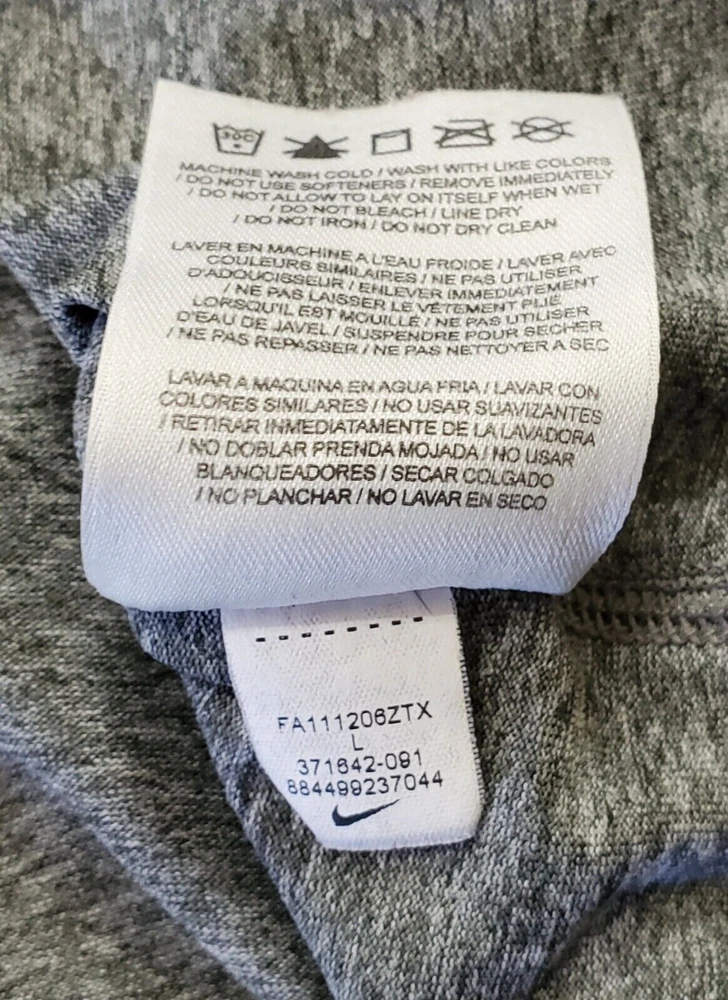 30C
MACHINE WASH COLD / WASH WITH LIKE COLORS
/ DO NOT USE SOFTENERS / REMOVE IMMEDIATELY
/ DO NOT ALLOW TO LAY ON ITSELF WHEN WET
/ DO NOT BLEACH / LINE DRY
/ DO NOT IRON / DO NOT DRY CLEAN
LAVER EN MACHINE A L'EAU FROIDE / LAVER AVEC
COULEURS SIMILAIRES / NE PAS UTILISER
D'ADOUCISSEUR / ENLEVER IMMEDIATEMENT
/ NE PAS LAISSER LE VÊTEMENT PLIE
LORSQU'IL EST MOUILLÉ / NE PAS UTILISER
D'EAU DE JAVEL / SUSPENDRE POUR SECHER
/ NE PAS REPASSER / NE PAS NETTOYER A SEC
LAVAR A MAQUINA EN AGUA FRIA / LAVAR CON
COLORES SIMILARES / NO USAR SUAVIZANTES
/ RETIRAR INMEDIATAMENTE DE LA LAVADORA
/ NO DOBLAR PRENDA MOJADA / NO USAR
BLANQUEADORES / SECAR COLGADO
/ NO PLANCHAR / NO LAVAR EN SECO
FA111206ZTX
L
371642-091
884499237044